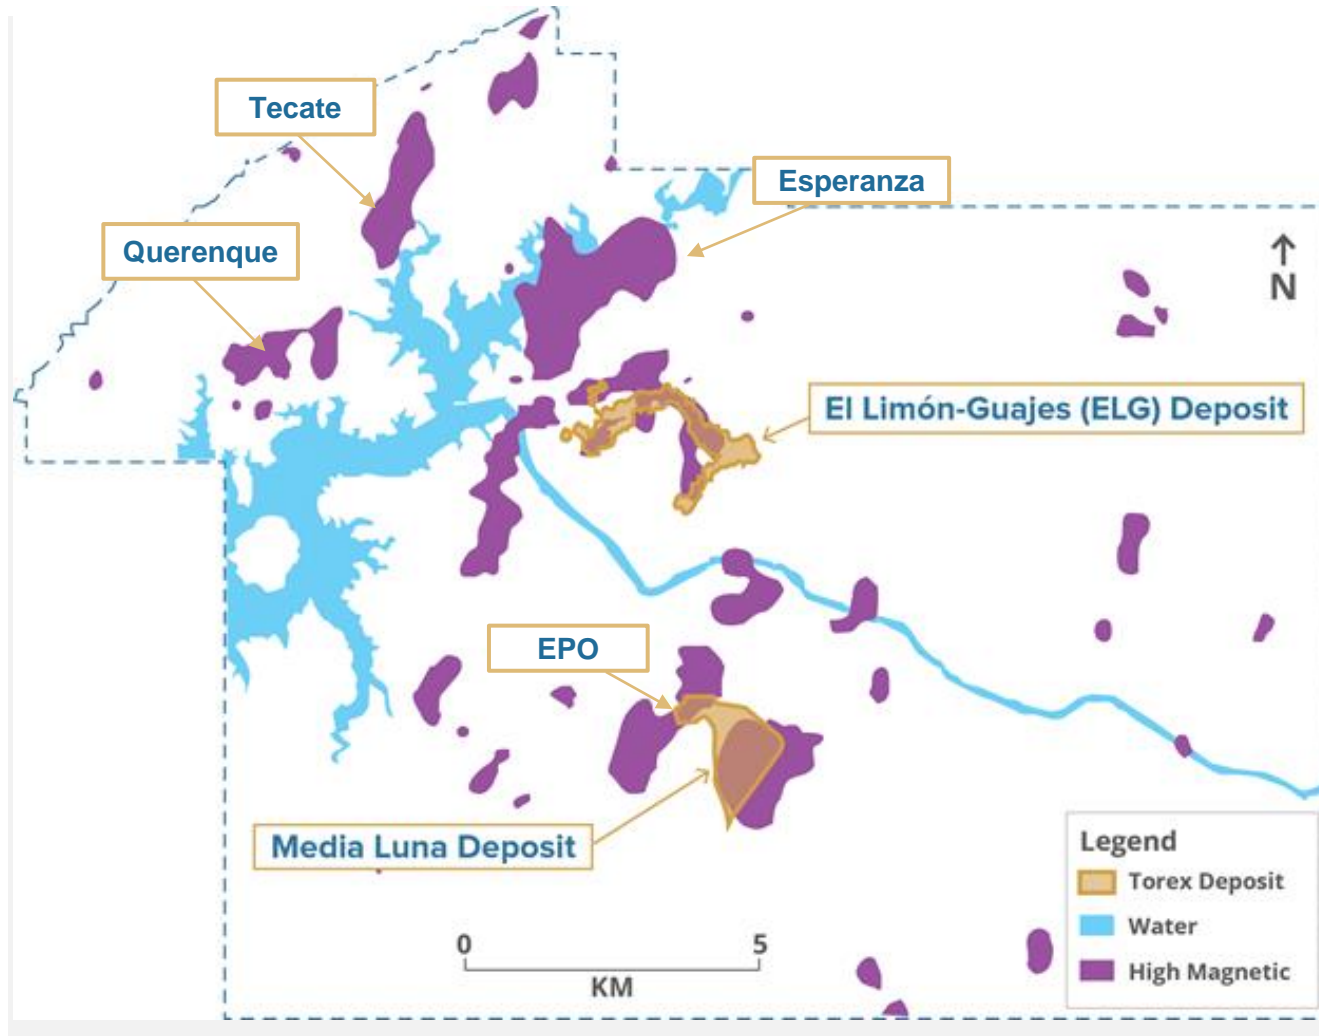 Tecate
Esperanza
Querenque
N
El Limón-Guajes (ELG) Deposit
EPO
Media Luna Deposit
0 5
KM
Legend
Torex Deposit
Water
High Magnetic